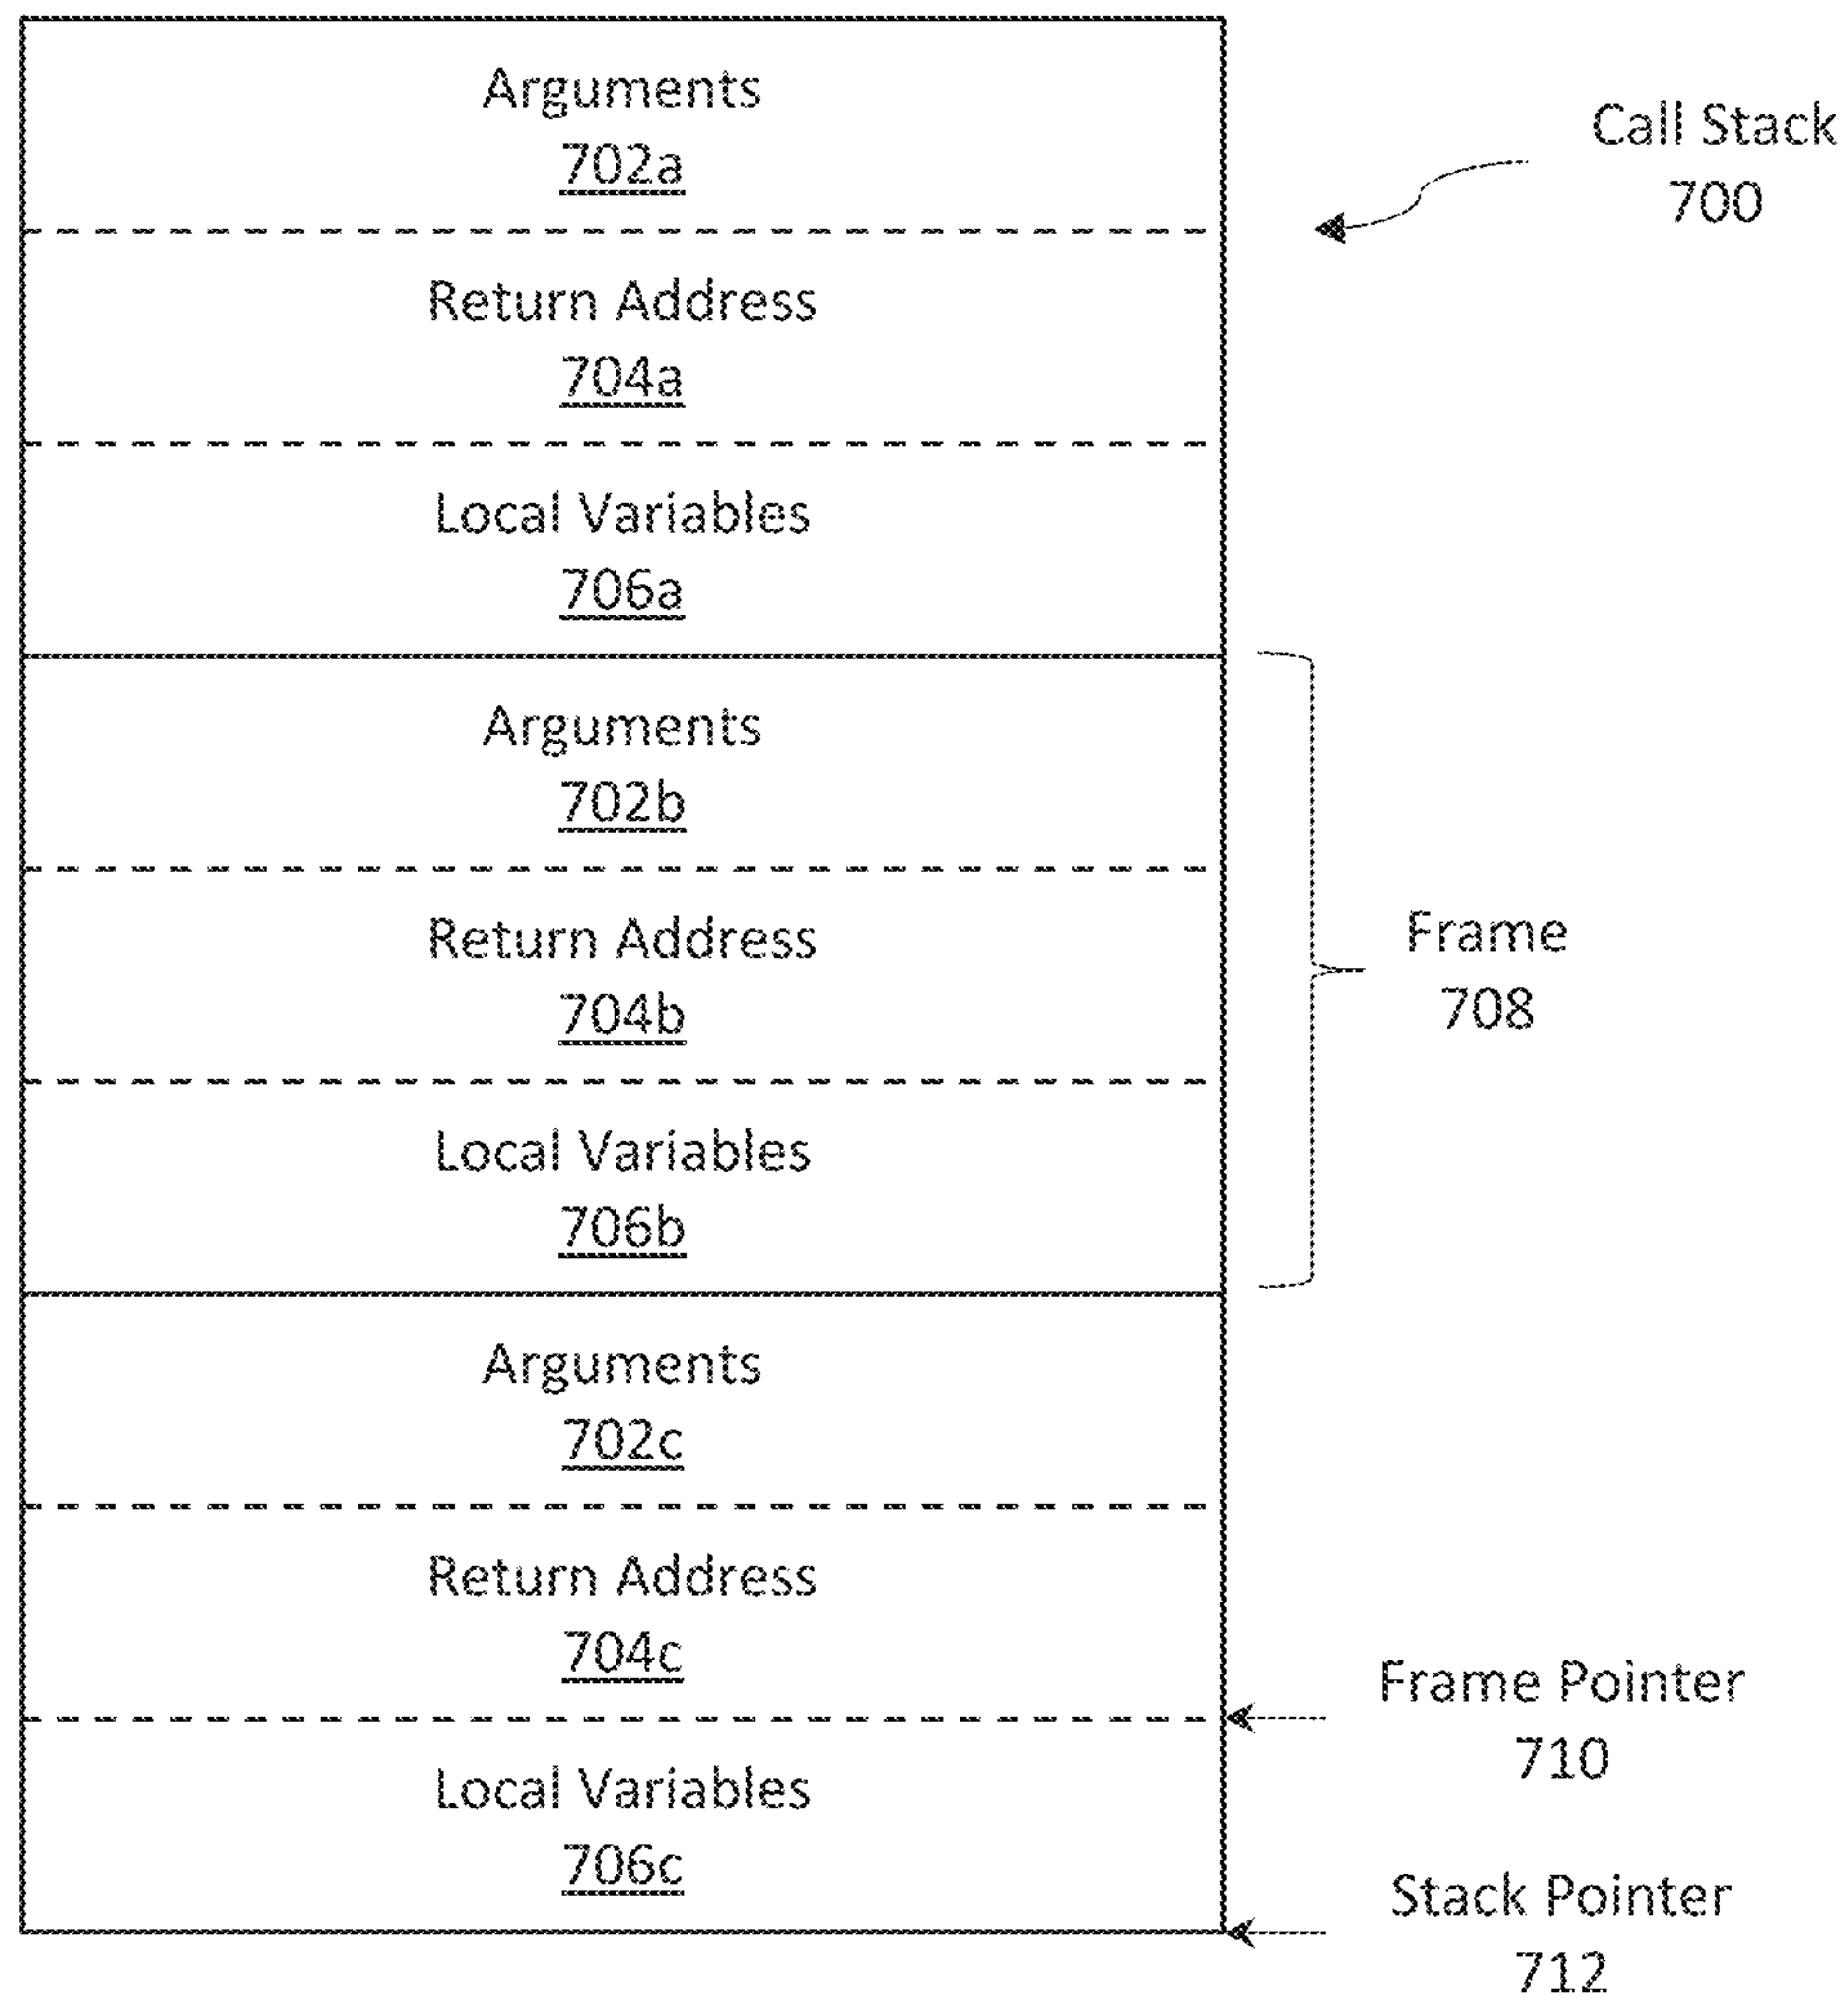 Arguments
702a
Call Stack
700
Return Address
704a
Local Variables
706a
Arguments
702b
Return Address
704b
Frame
708
Local Variables
706b
Arguments
702c
Return Address
704c
Frame Pointer
710
Local Variables
706c
Stack Pointer
712